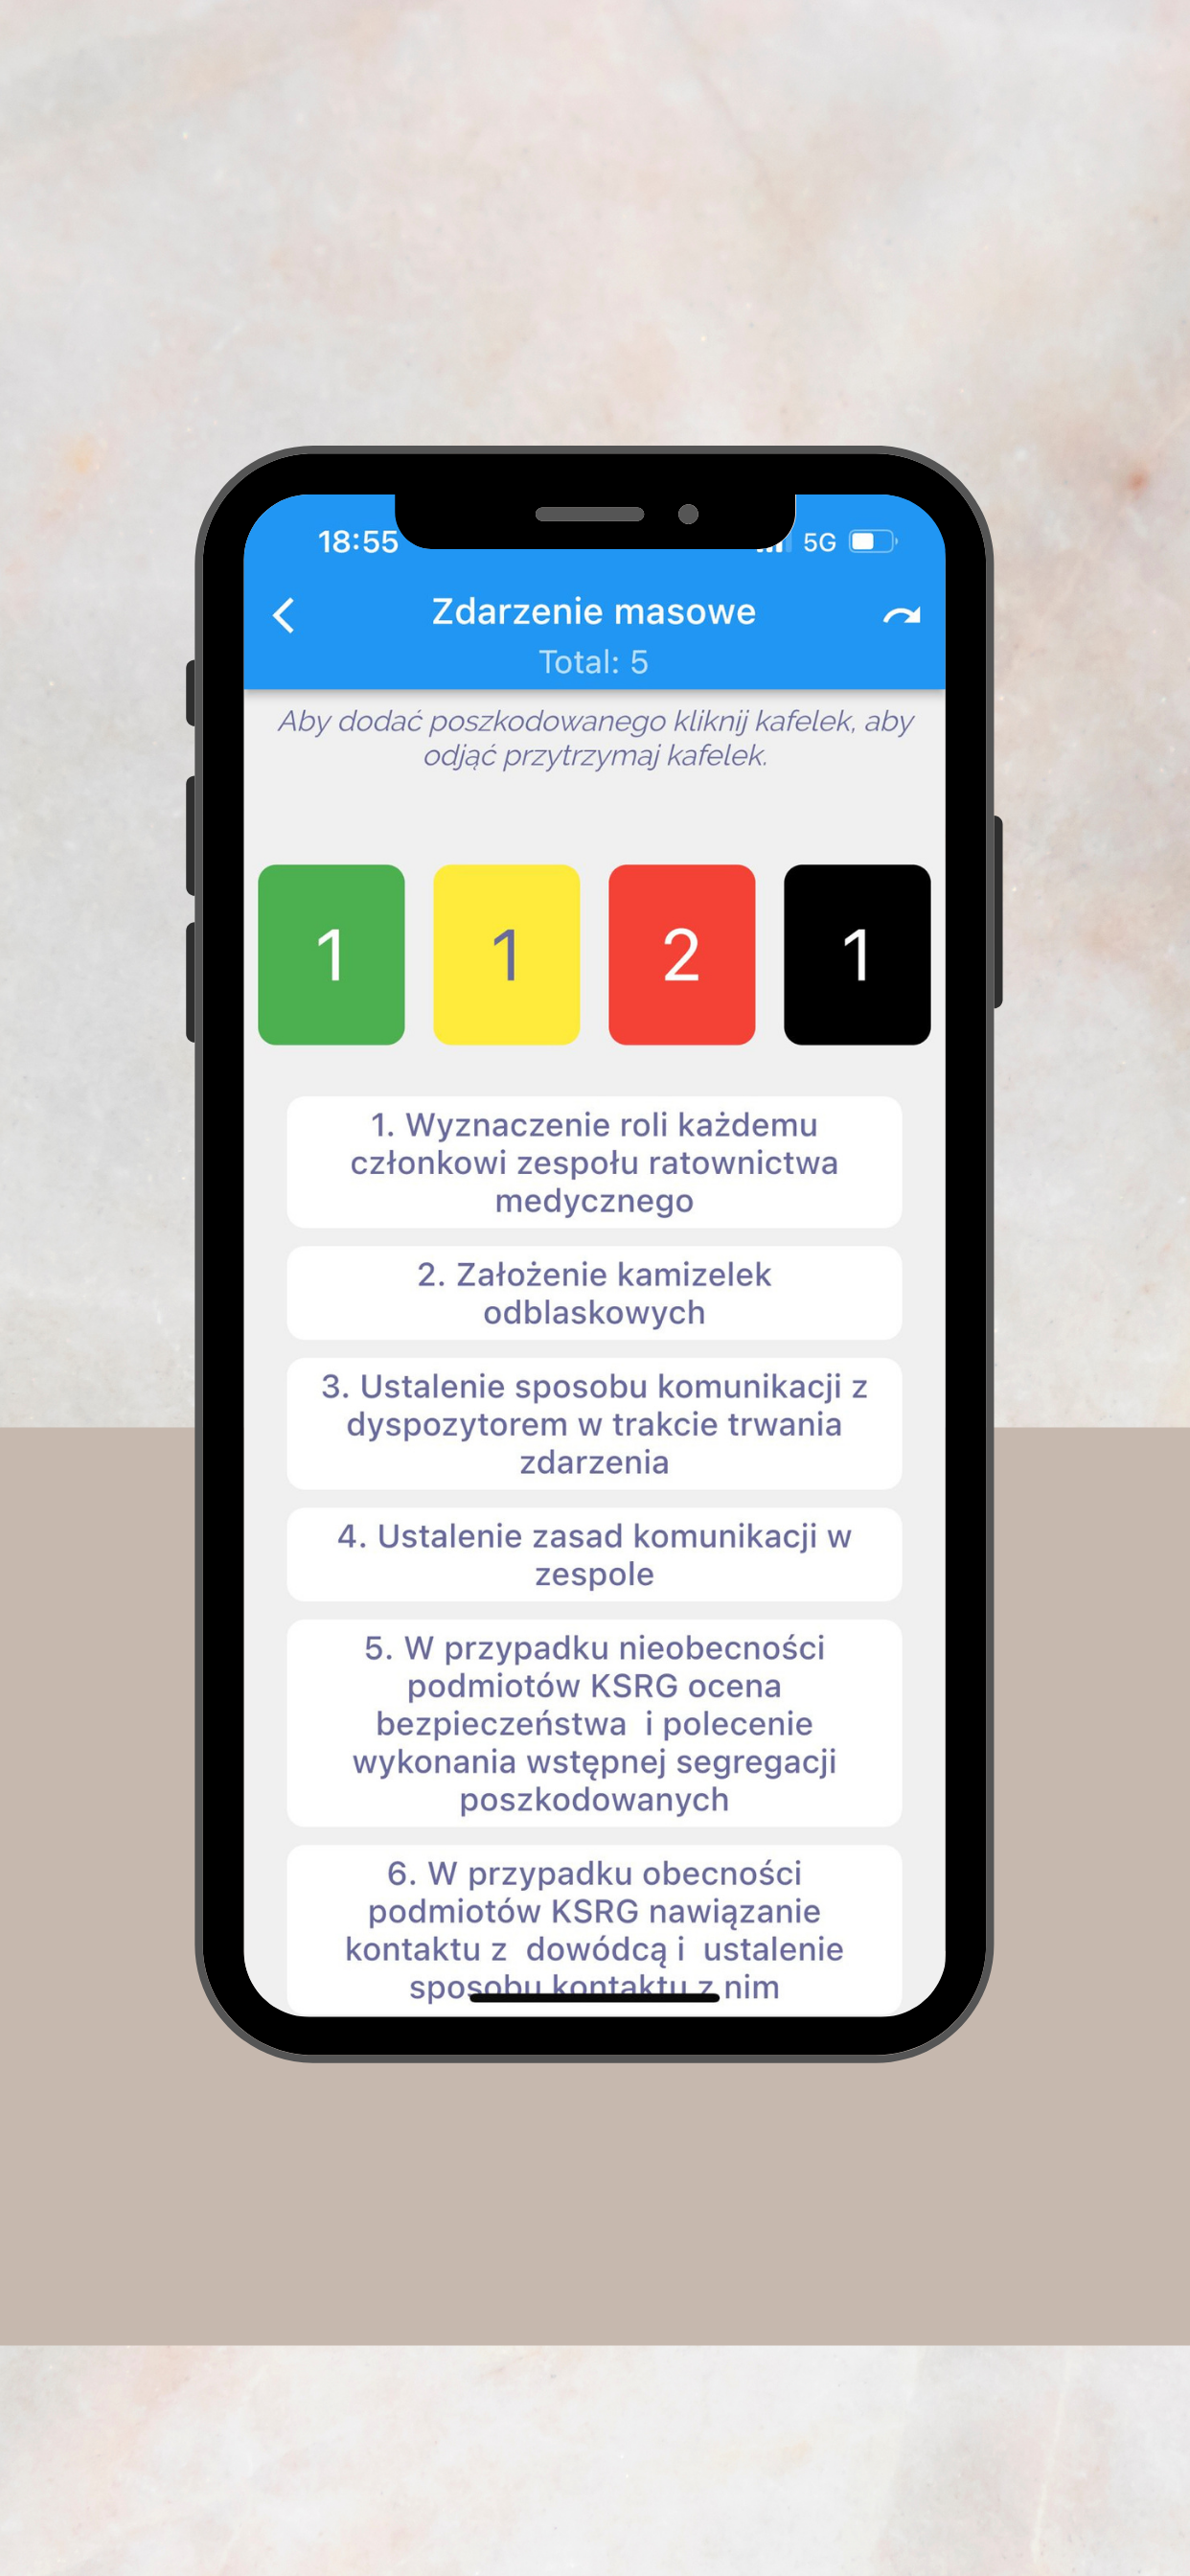 18:55
5G
Zdarzenie masowe
Total: 5
Aby dodać poszkodowanego kliknij kafelek, aby
odjąć przytrzymaj kafelek.
1 1 2 1
1. Wyznaczenie roli każdemu
członkowi zespołu ratownictwa
medycznego
2. Założenie kamizelek
odblaskowych
3. Ustalenie sposobu komunikacji z
dyspozytorem w trakcie trwania
zdarzenia
4. Ustalenie zasad komunikacji w
zespole
5. W przypadku nieobecności
podmiotów KSRG ocena
bezpieczeństwa  i polecenie
wykonania wstępnej segregacji
poszkodowanych
6. W przypadku obecności
podmiotów KSRG nawiązanie
kontaktu z  dowódcą i  ustalenie
sposobu kontaktu z nim